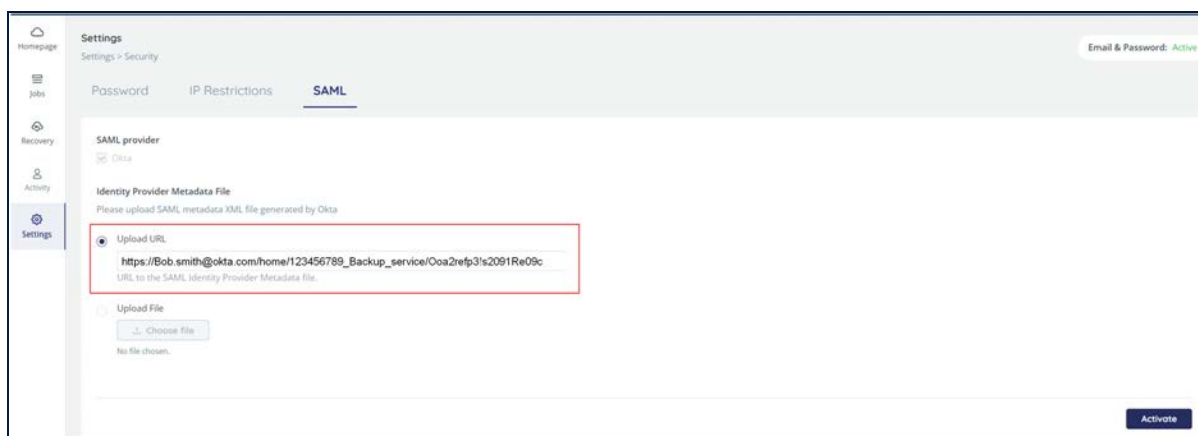 Homepage
Jobs
Recovery
Activity
Settings
Settings
Settings > Security
Email & Password: Active
Password IP Restrictions SAML
SAML provider
Okta
Identity Provider Metadata File
Please upload SAML metadata XML file generated by Okta
Upload URL
https://Bob.smith@okta.com/home/123456789_Backup_service/Ooa2refp3!s2091Re09c
URL to the SAML Identity Provider Metadata file.
Upload File
Choose file
No file chosen.
Activate